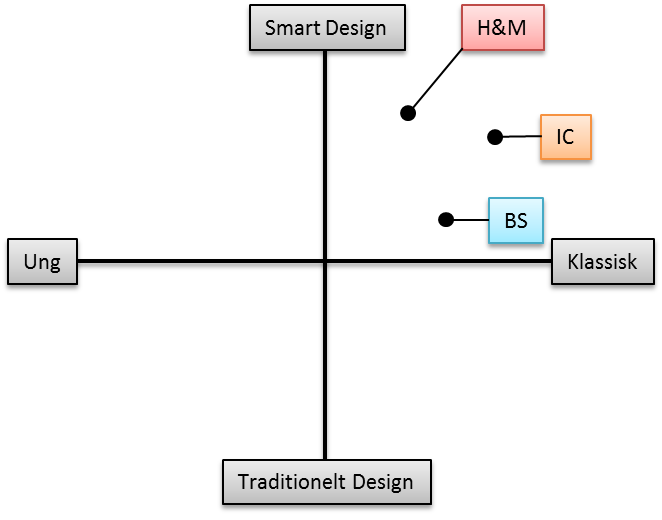 Smart Design
H&M
IC
BS
Ung
Klassisk
Traditionelt Design